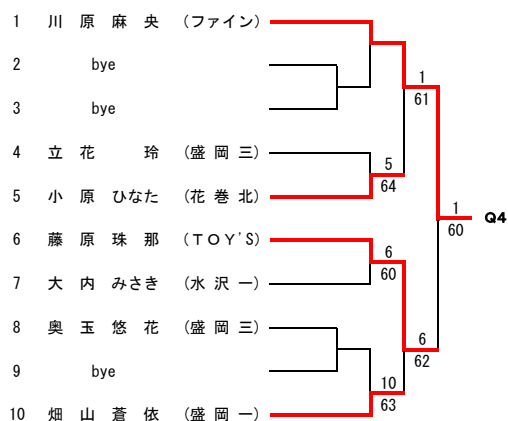 1 川 原 麻 央 (ファイン)
2 bye
3 bye
1
61
4 立 花 玲 (盛 岡 三)
5
64
5 小 原 ひなた (花 巻 北)
1
60
Q4
6 藤 原 珠 那 (TOY'S)
6
60
7 大 内 みさき (水 沢 一)
8 奥 玉 悠 花 (盛 岡 三)
6
62
9 bye
10
63
10 畑 山 蒼 依 (盛 岡 一)